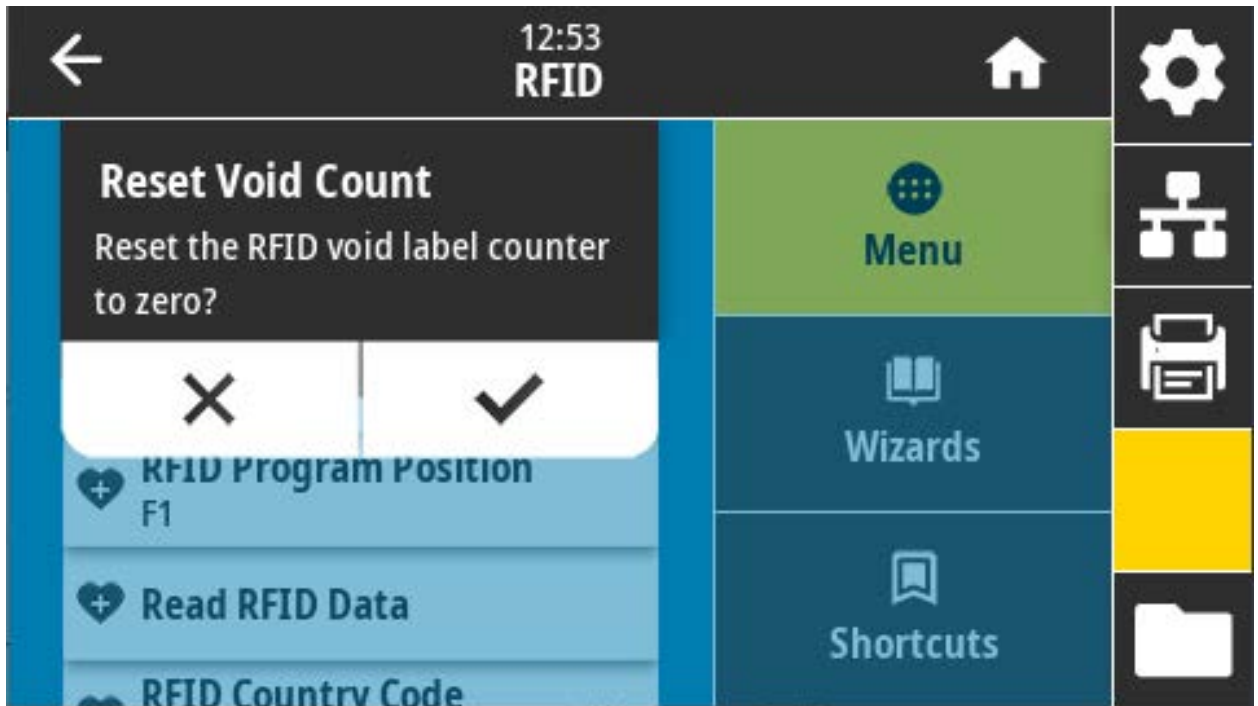 12:53
RFID
Reset Void Count
Reset the RFID void label counter
to zero?
RFID Program Position
F1
Read RFID Data
RFID Country Code
Menu
Wizards
Shortcuts